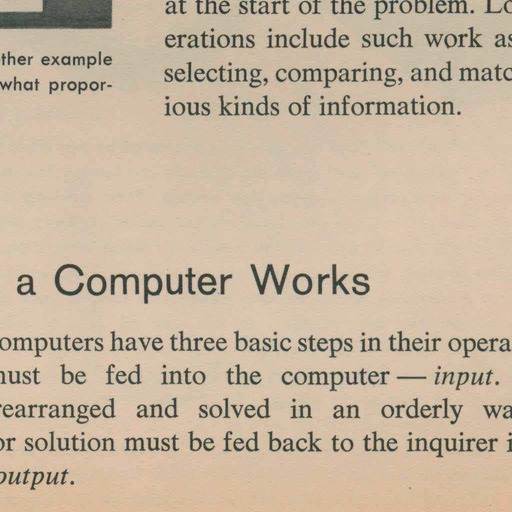 ther example
what propor-
at the start of the problem.
erations include such work as
selecting, comparing, and matc
ious kinds of information.
a Computer Works
omputers have three basic steps in their opera
must be fed into the computer — input.
rearranged and solved in an orderly wa
or solution must be fed back to the inquirer i
output.